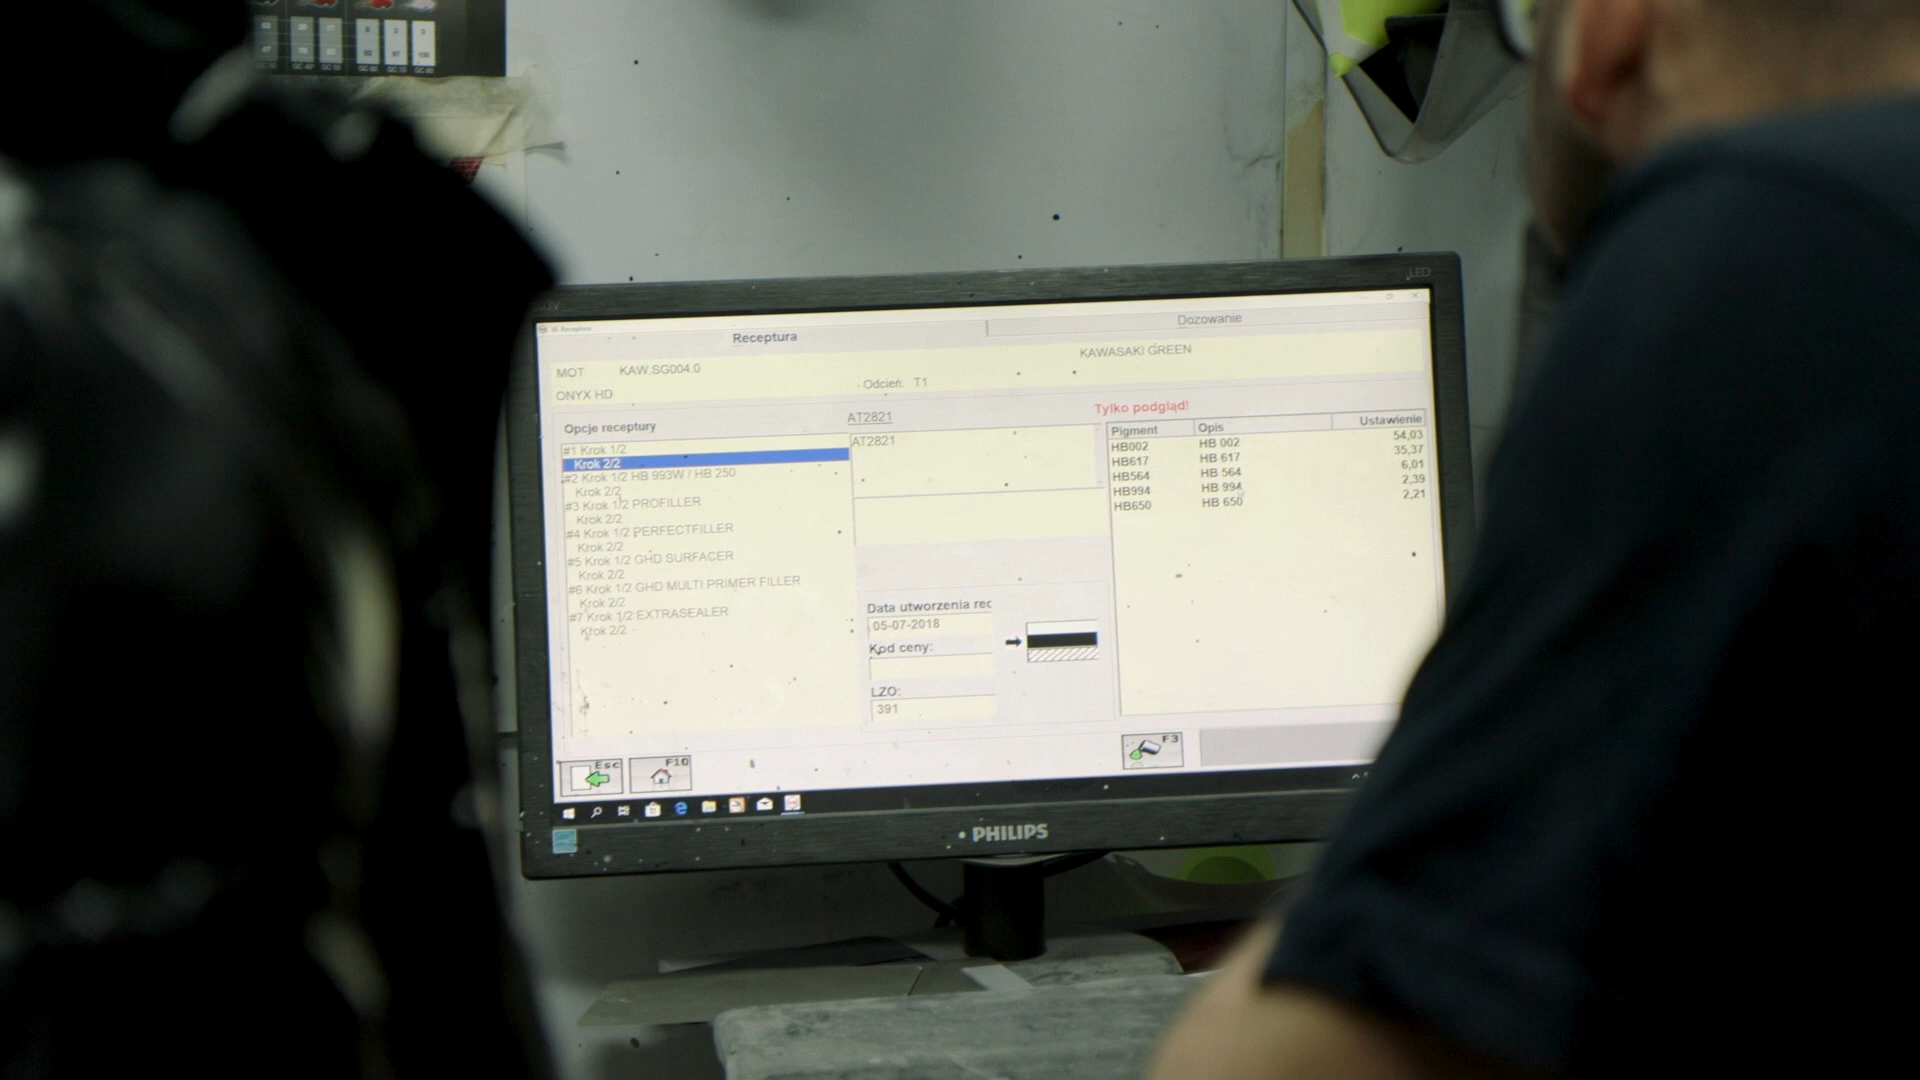 LED
Receptura
Dozowanie
MOT KAW.SG004.0 KAWASAKI GREEN
ONYX HD Odcień: T1
Opcje receptury
AT2821
Tylko podgląd!
#1 Krok 1/2
Krok 2/2
#2 Krok 1/2 HB 993W / HB 250
Krok 2/2
#3 Krok 1/2 PROFILLER
Krok 2/2
#4 Krok 1/2 PERFECTFILLER
Krok 2/2
#5 Krok 1/2 GHD SURFACER
Krok 2/2
#6 Krok 1/2 GHD MULTI PRIMER FILLER
Krok 2/2
#7 Krok 1/2 EXTRASEALER
Krok 2/2
AT2821
Data utworzenia rec
05-07-2018
Kod ceny:
LZO:
391
Pigment Opis Ustawienie
HB002 HB 002 54,03
HB617 HB 617 35,37
HB564 HB 564 6,01
HB994 HB 994 2,39
HB650 HB 650 2,21
Esc
F10
F3
PHILIPS